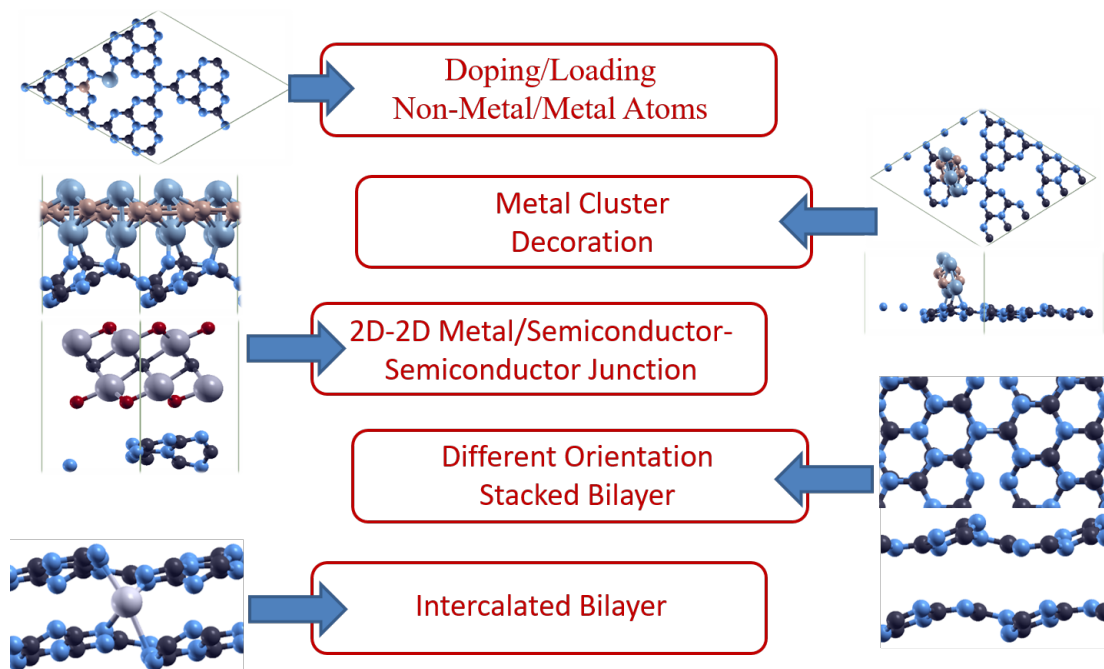 Doping/Loading
Non-Metal/Metal Atoms
Metal Cluster
Decoration
2D-2D Metal/Semiconductor-
Semiconductor Junction
Different Orientation
Stacked Bilayer
Intercalated Bilayer